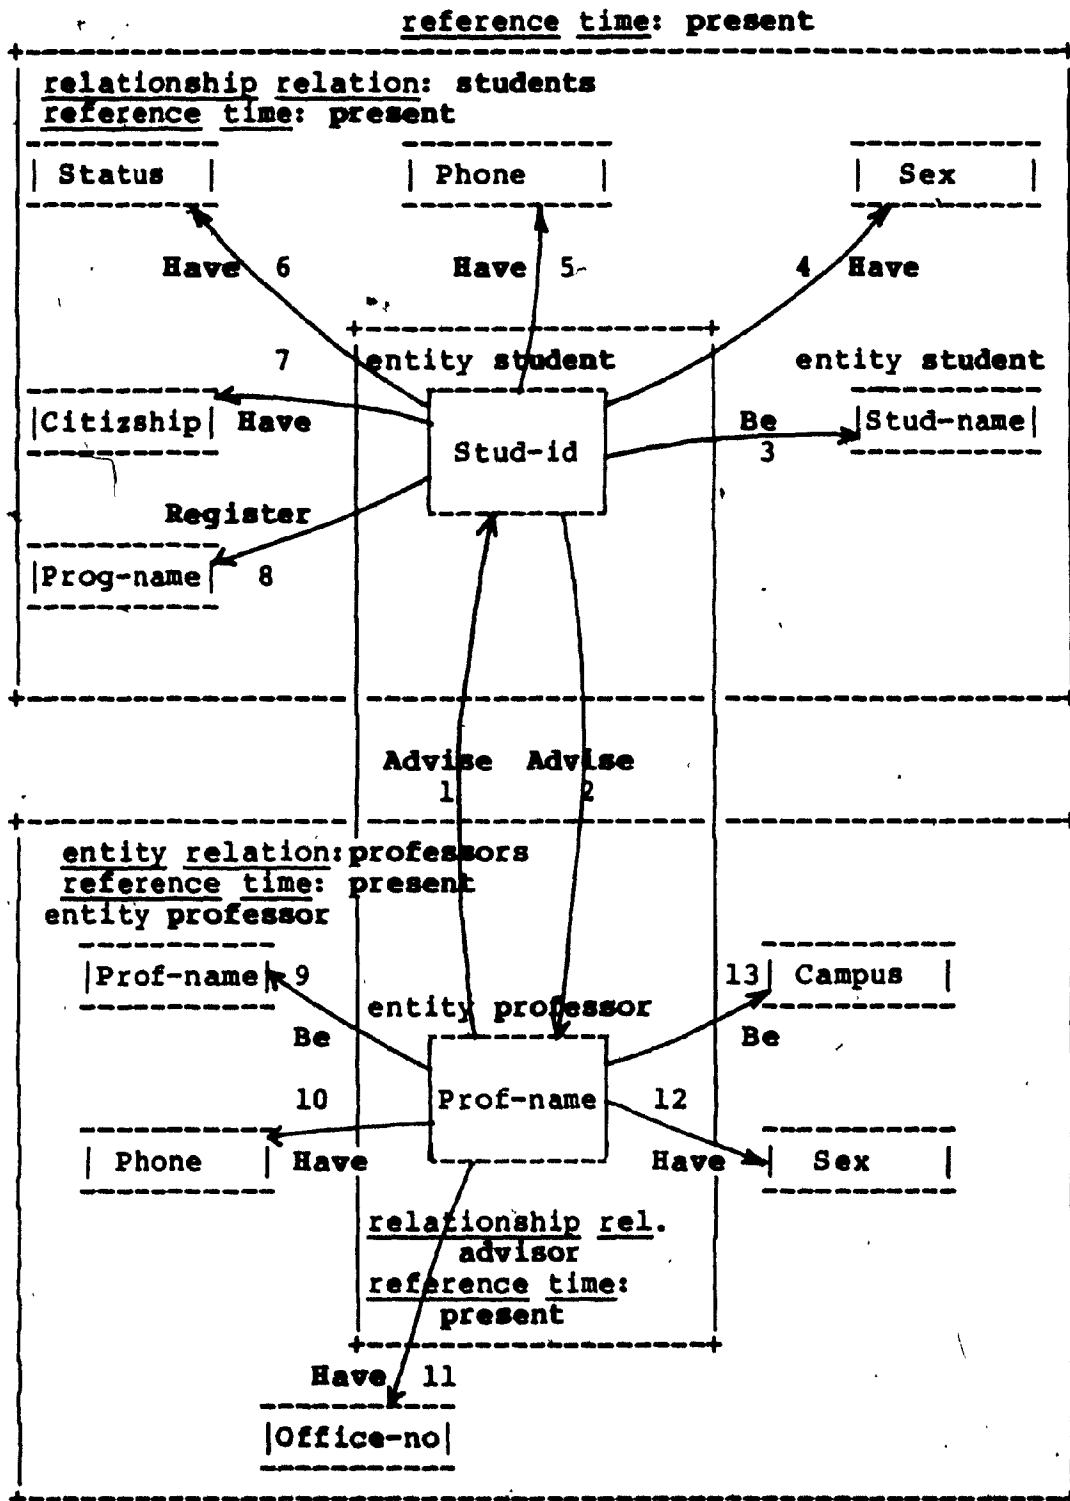 reference time: present
relationship relation: students
reference time: present
Status
Phone
Sex
Have 6
Have 5
4 Have
7
entity student
entity student
Citizship
Have
Stud-id
Be
3
Stud-name
Register
Prog-name
8
Advise
Advise
1
2
entity relation: professors
reference time: present
entity professor
Prof-name
9
13
Campus
entity professor
Be
Be
10
Prof-name
12
Phone
Have
Have
Sex
relationship rel.
advisor
reference time:
present
Have 11
Office-no